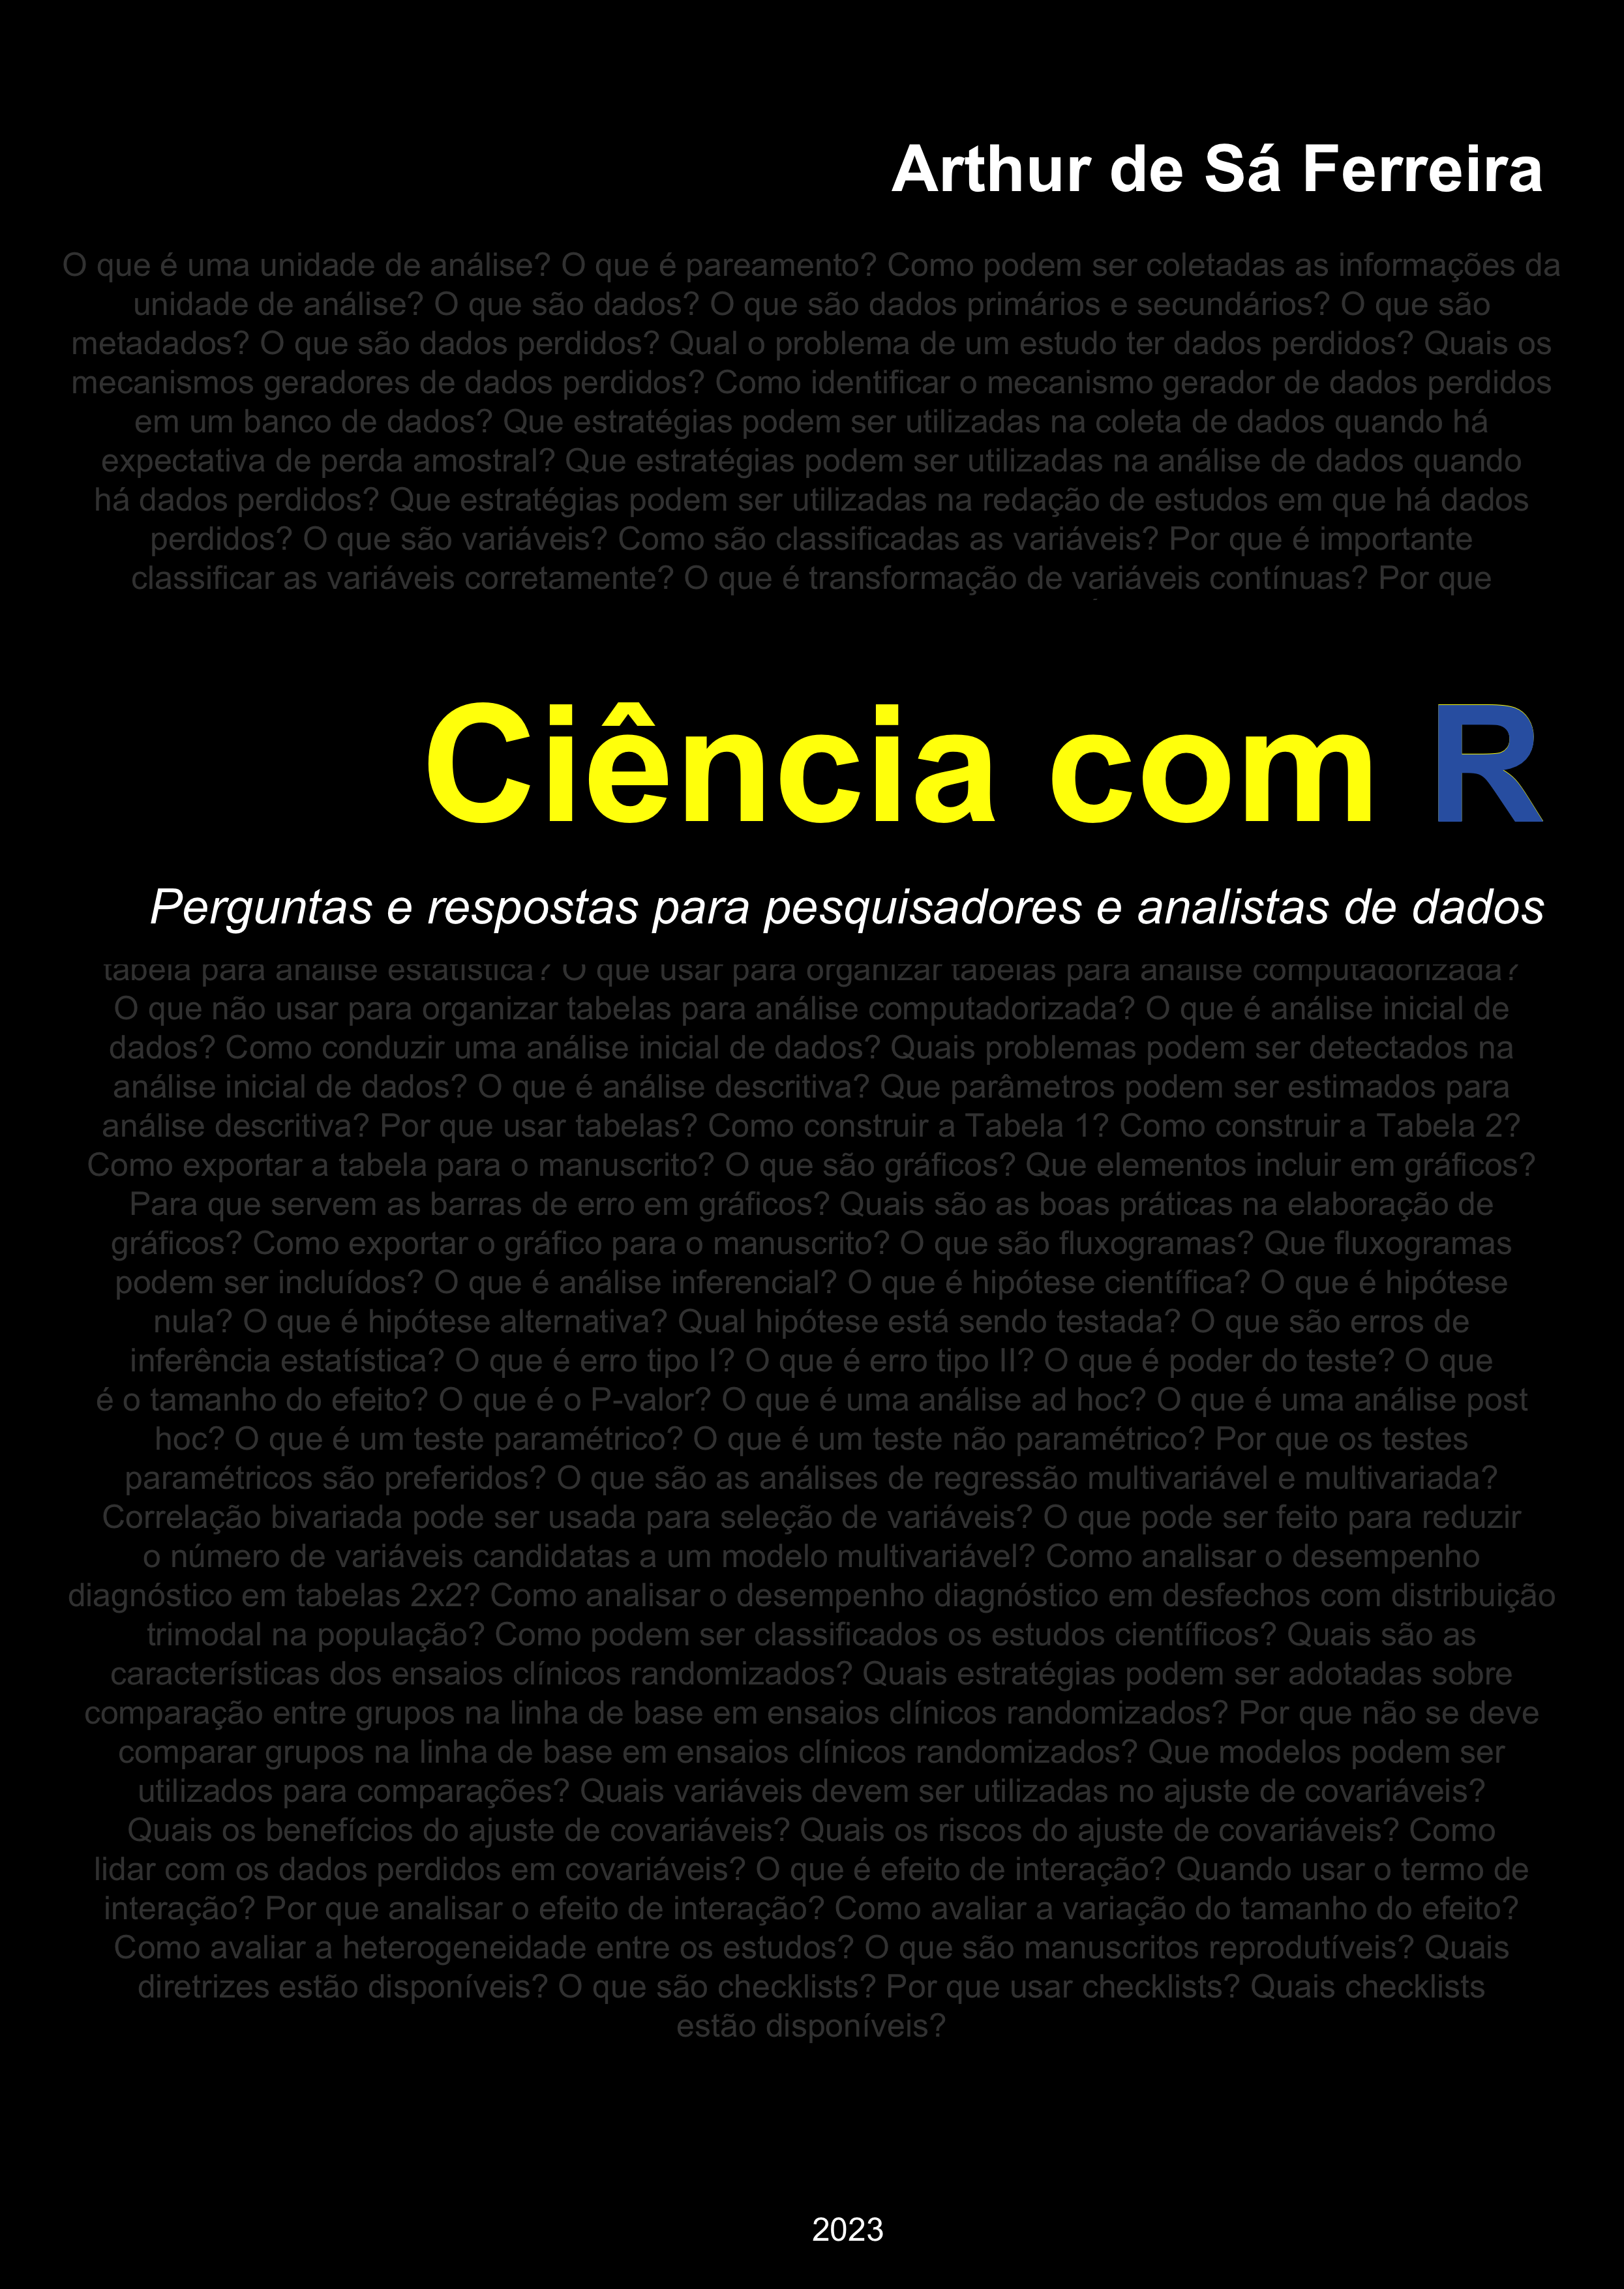 Arthur de Sá Ferreira
O que é uma unidade de análise? O que é pareamento? Como podem ser coletadas as informações da
unidade de análise? O que são dados? O que são dados primários e secundários? O que são
metadados? O que são dados perdidos? Qual o problema de um estudo ter dados perdidos? Quais os
mecanismos geradores de dados perdidos? Como identificar o mecanismo gerador de dados perdidos
em um banco de dados? Que estratégias podem ser utilizadas na coleta de dados quando há
expectativa de perda amostral? Que estratégias podem ser utilizadas na análise de dados quando
há dados perdidos? Que estratégias podem ser utilizadas na redação de estudos em que há dados
perdidos? O que são variáveis? Como são classificadas as variáveis? Por que é importante
classificar as variáveis corretamente? O que é transformação de variáveis contínuas? Por que
Ciência com R
Perguntas e respostas para pesquisadores e analistas de dados
tabela para análise estatística? O que usar para organizar tabelas para análise computadorizada?
O que não usar para organizar tabelas para análise computadorizada? O que é análise inicial de
dados? Como conduzir uma análise inicial de dados? Quais problemas podem ser detectados na
análise inicial de dados? O que é análise descritiva? Que parâmetros podem ser estimados para
análise descritiva? Por que usar tabelas? Como construir a Tabela 1? Como construir a Tabela 2?
Como exportar a tabela para o manuscrito? O que são gráficos? Que elementos incluir em gráficos?
Para que servem as barras de erro em gráficos? Quais são as boas práticas na elaboração de
gráficos? Como exportar o gráfico para o manuscrito? O que são fluxogramas? Que fluxogramas
podem ser incluídos? O que é análise inferencial? O que é hipótese científica? O que é hipótese
nula? O que é hipótese alternativa? Qual hipótese está sendo testada? O que são erros de
inferência estatística? O que é erro tipo I? O que é erro tipo II? O que é poder do teste? O que
é o tamanho do efeito? O que é o P-valor? O que é uma análise ad hoc? O que é uma análise post
hoc? O que é um teste paramétrico? O que é um teste não paramétrico? Por que os testes
paramétricos são preferidos? O que são as análises de regressão multivariável e multivariada?
Correlação bivariada pode ser usada para seleção de variáveis? O que pode ser feito para reduzir
o número de variáveis candidatas a um modelo multivariável? Como analisar o desempenho
diagnóstico em tabelas 2x2? Como analisar o desempenho diagnóstico em desfechos com distribuição
trimodal na população? Como podem ser classificados os estudos científicos? Quais são as
características dos ensaios clínicos randomizados? Quais estratégias podem ser adotadas sobre
comparação entre grupos na linha de base em ensaios clínicos randomizados? Por que não se deve
comparar grupos na linha de base em ensaios clínicos randomizados? Que modelos podem ser
utilizados para comparações? Quais variáveis devem ser utilizadas no ajuste de covariáveis?
Quais os benefícios do ajuste de covariáveis? Quais os riscos do ajuste de covariáveis? Como
lidar com os dados perdidos em covariáveis? O que é efeito de interação? Quando usar o termo de
interação? Por que analisar o efeito de interação? Como avaliar a variação do tamanho do efeito?
Como avaliar a heterogeneidade entre os estudos? O que são manuscritos reprodutíveis? Quais
diretrizes estão disponíveis? O que são checklists? Por que usar checklists? Quais checklists
estão disponíveis?
2023